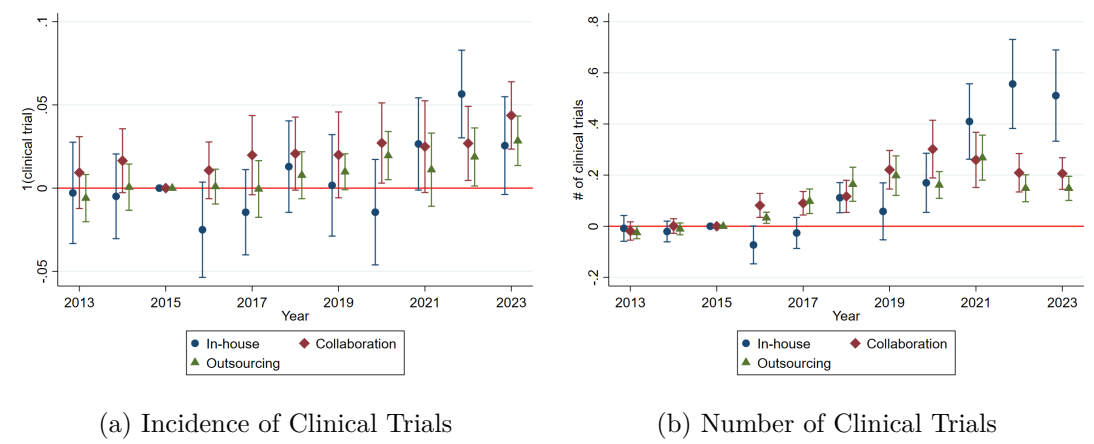 1(clinical trial)
.1
.05
0
-.05
2013 2015 2017 2019 2021 2023
Year
In-house Collaboration
Outsourcing
(a) Incidence of Clinical Trials
# of clinical trials
.8
.6
.4
.2
0
-.2
2013 2015 2017 2019 2021 2023
Year
In-house Collaboration
Outsourcing
(b) Number of Clinical Trials